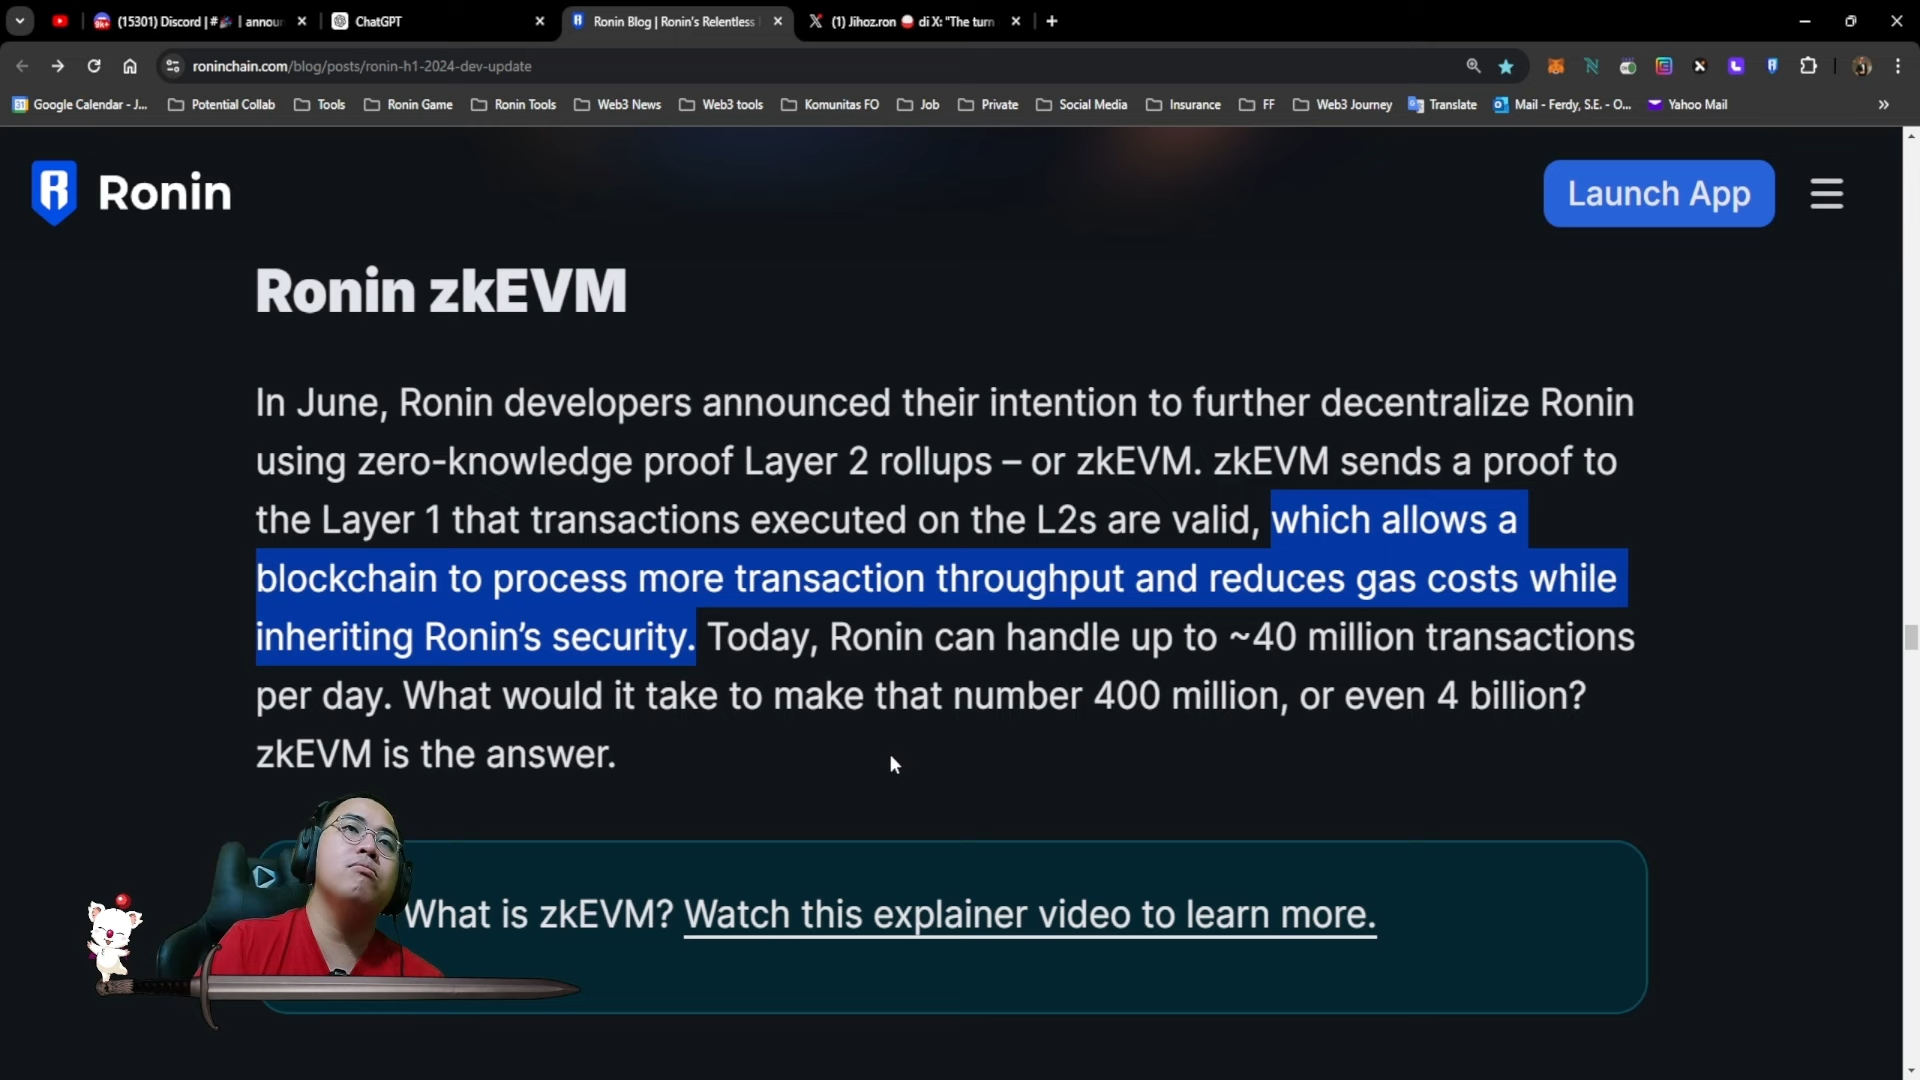 (15301) Discord | # | announ
ChatGPT
Ronin Blog | Ronin's Relentless
(1) Jihoz.ron di X: "The turn
roninchain.com/blog/posts/ronin-h1-2024-dev-update
Google Calendar - J...
Potential Collab
Tools
Ronin Game
Ronin Tools
Web3 News
Web3 tools
Komunitas FO
Job
Private
Social Media
Insurance
FF
Web3 Journey
Translate
Mail - Ferdy, S.E. - O...
Yahoo Mail
Ronin
Launch App
Ronin zkEVM
In June, Ronin developers announced their intention to further decentralize Ronin
using zero-knowledge proof Layer 2 rollups – or zkEVM. zkEVM sends a proof to
the Layer 1 that transactions executed on the L2s are valid, which allows a
blockchain to process more transaction throughput and reduces gas costs while
inheriting Ronin’s security. Today, Ronin can handle up to ~40 million transactions
per day. What would it take to make that number 400 million, or even 4 billion?
zkEVM is the answer.
What is zkEVM? Watch this explainer video to learn more.